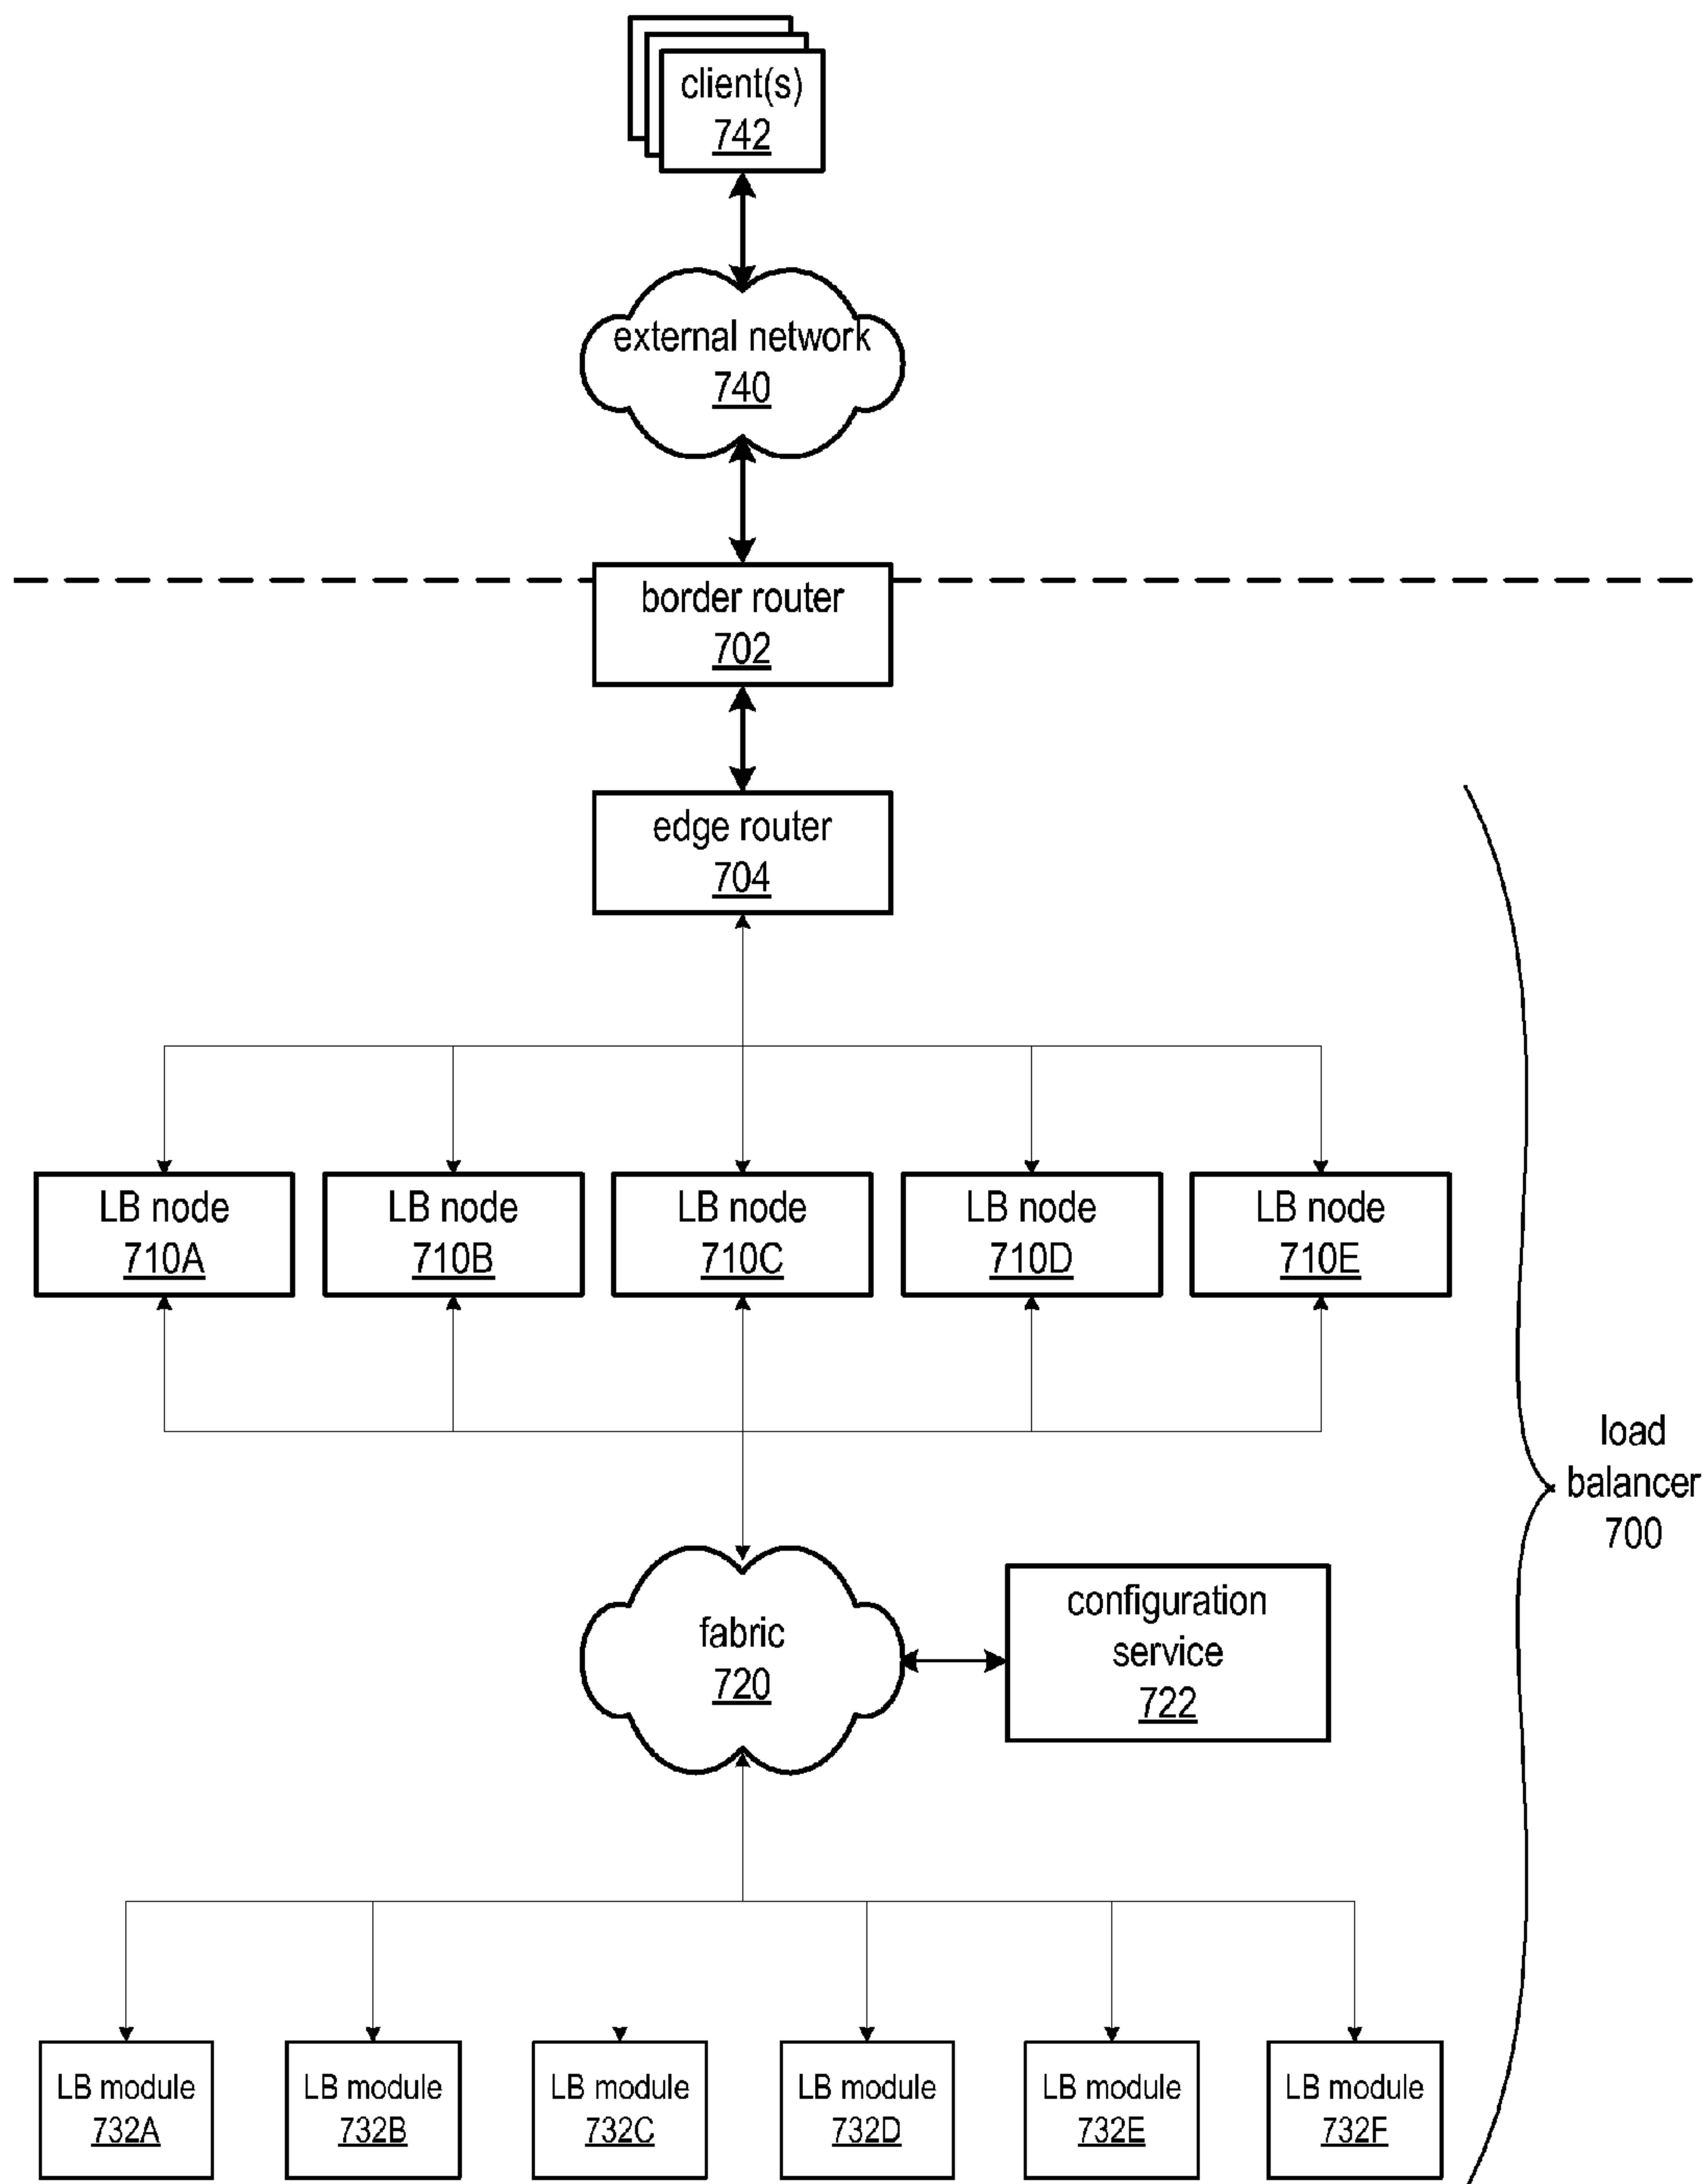 client(s)
742
external network
740
border router
702
edge router
704
LB node
710A
LB node
710B
LB node
710C
LB node
710D
LB node
710E
load
balancer
700
fabric
720
configuration
service
722
LB module
732A
LB module
732B
LB module
732C
LB module
732D
LB module
732E
LB module
732F